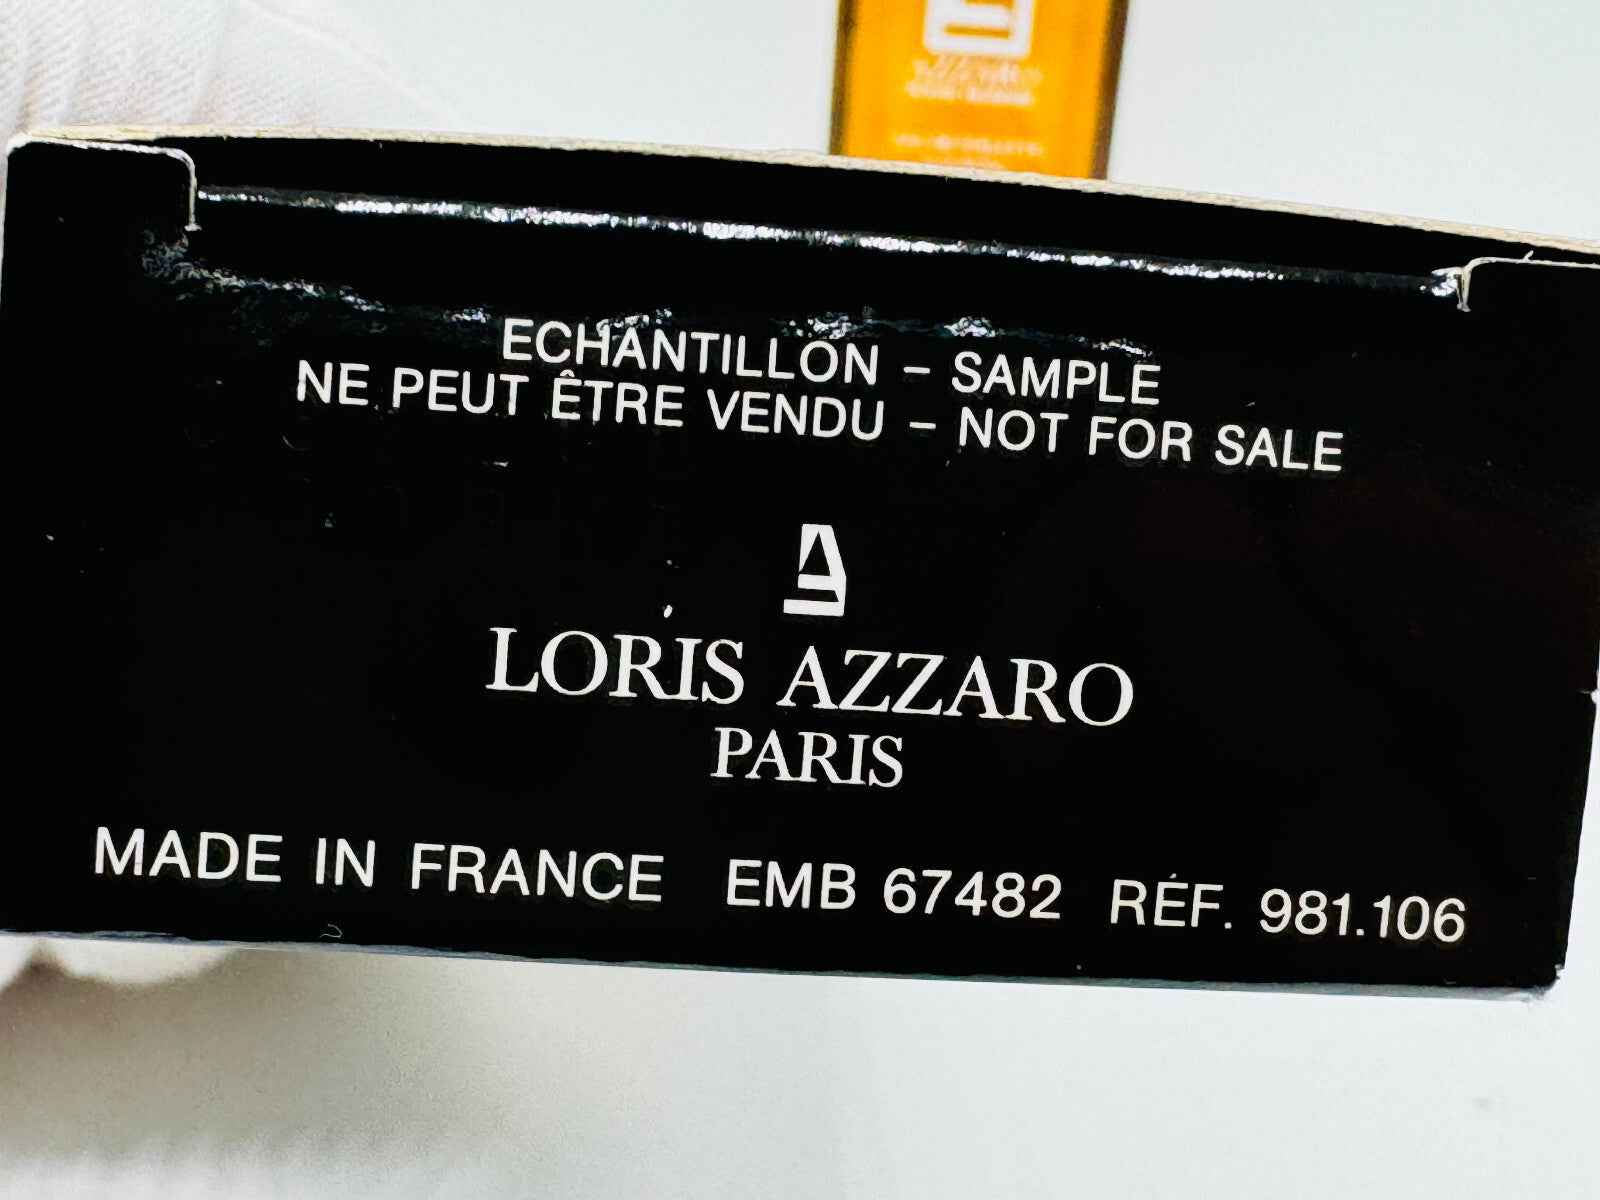 ECHANTILLON – SAMPLE
NE PEUT ÊTRE VENDU – NOT FOR SALE
LORIS AZZARO
PARIS
MADE IN FRANCE EMB 67482 RÉF. 981.106